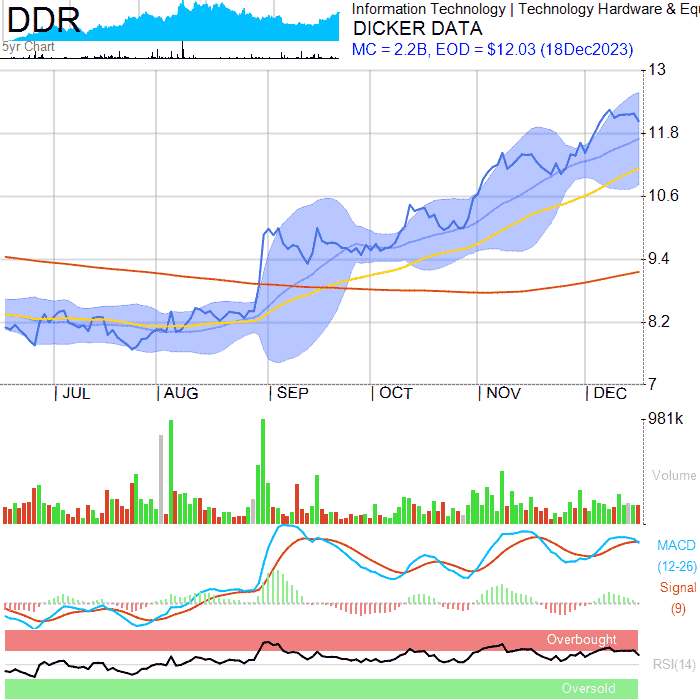 DDR
5yr Chart
Information Technology | Technology Hardware & Equ
DICKER DATA
MC = 2.2B, EOD = $12.03 (18Dec2023)
13
11.8
10.6
9.4
8.2
7
JUL
AUG
SEP
OCT
NOV
DEC
981k
Volume
MACD
(12-26)
Signal
(9)
Overbought
RSI(14)
Oversold